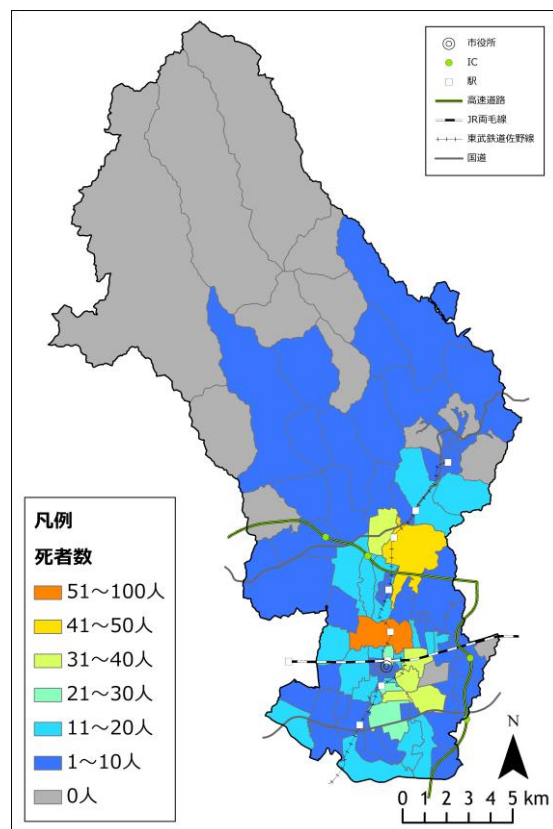 市役所
IC
駅
高速道路
JR両毛線
東武鉄道佐野線
国道
凡例
死者数
51～100人
41～50人
31～40人
21～30人
11～20人
1～10人
0人
N
0 1 2 3 4 5 km